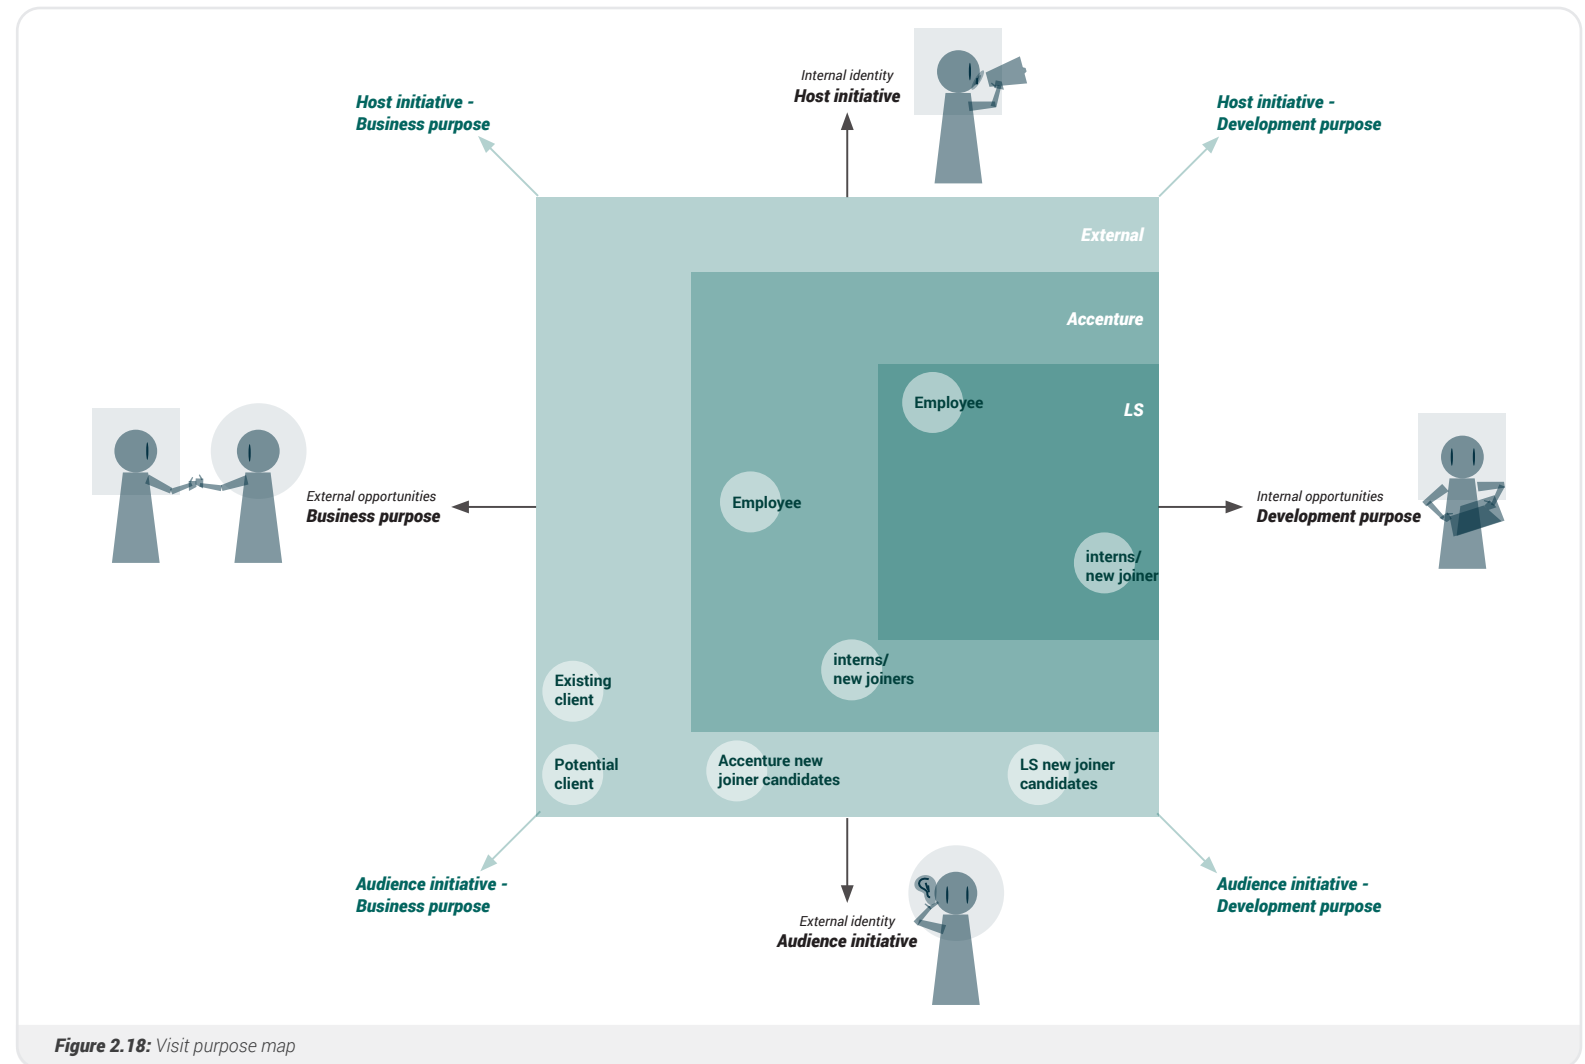 Internal identity
Host initiative
Host initiative -
Business purpose
Host initiative -
Development purpose
External
Accenture
LS
Employee
Employee
External opportunities
Business purpose
Internal opportunities
Development purpose
interns/
new joiner
interns/
new joiners
Existing
client
Potential
client
Accenture new
joiner candidates
LS new joiner
candidates
Audience initiative -
Business purpose
Audience initiative -
Development purpose
External identity
Audience initiative
Figure 2.18: Visit purpose map